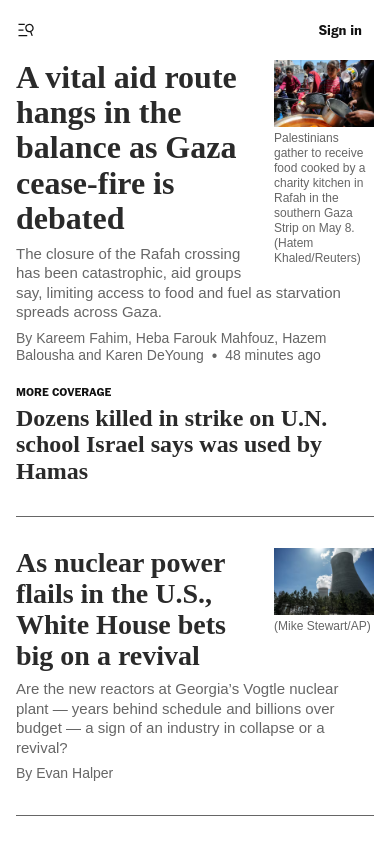 Sign in
A vital aid route
hangs in the
balance as Gaza
cease-fire is
debated
Palestinians
gather to receive
food cooked by a
charity kitchen in
Rafah in the
southern Gaza
Strip on May 8.
(Hatem
Khaled/Reuters)
The closure of the Rafah crossing
has been catastrophic, aid groups
say, limiting access to food and fuel as starvation
spreads across Gaza.
By Kareem Fahim, Heba Farouk Mahfouz, Hazem
Balousha and Karen DeYoung • 48 minutes ago
MORE COVERAGE
Dozens killed in strike on U.N.
school Israel says was used by
Hamas
As nuclear power
flails in the U.S.,
White House bets
big on a revival
(Mike Stewart/AP)
Are the new reactors at Georgia’s Vogtle nuclear
plant — years behind schedule and billions over
budget — a sign of an industry in collapse or a
revival?
By Evan Halper